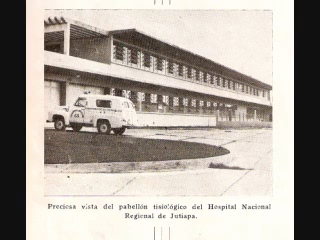 Preciosa vista del pabellón tisiológico del Hospital Nacional
Regional de Jutiapa.